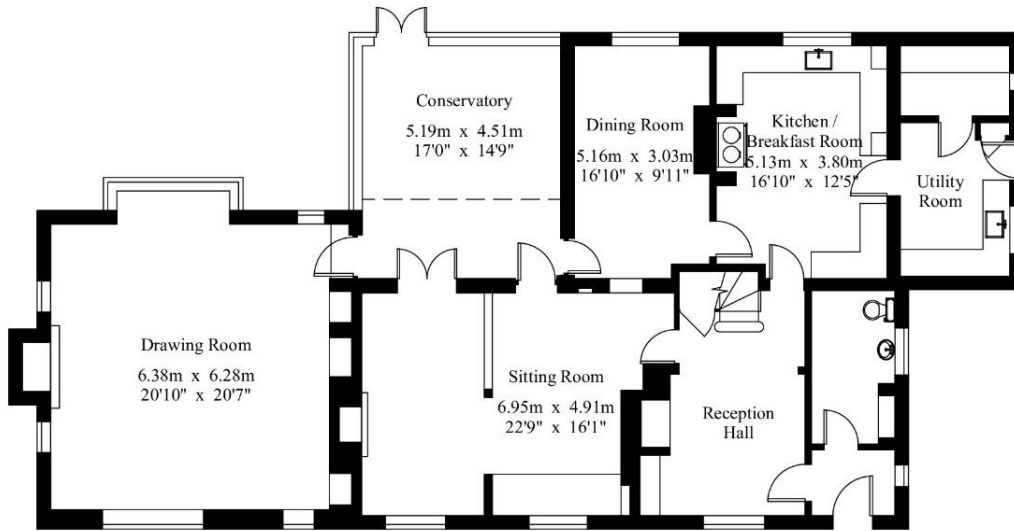 Conservatory
5.19m x 4.51m
17'0" x 14'9"
Dining Room
5.16m x 3.03m
16'10" x 9'11"
Kitchen /
Breakfast Room
5.13m x 3.80m
16'10" x 12'5"
Utility
Room
Drawing Room
6.38m x 6.28m
20'10" x 20'7"
Sitting Room
6.95m x 4.91m
22'9" x 16'1"
Reception
Hall